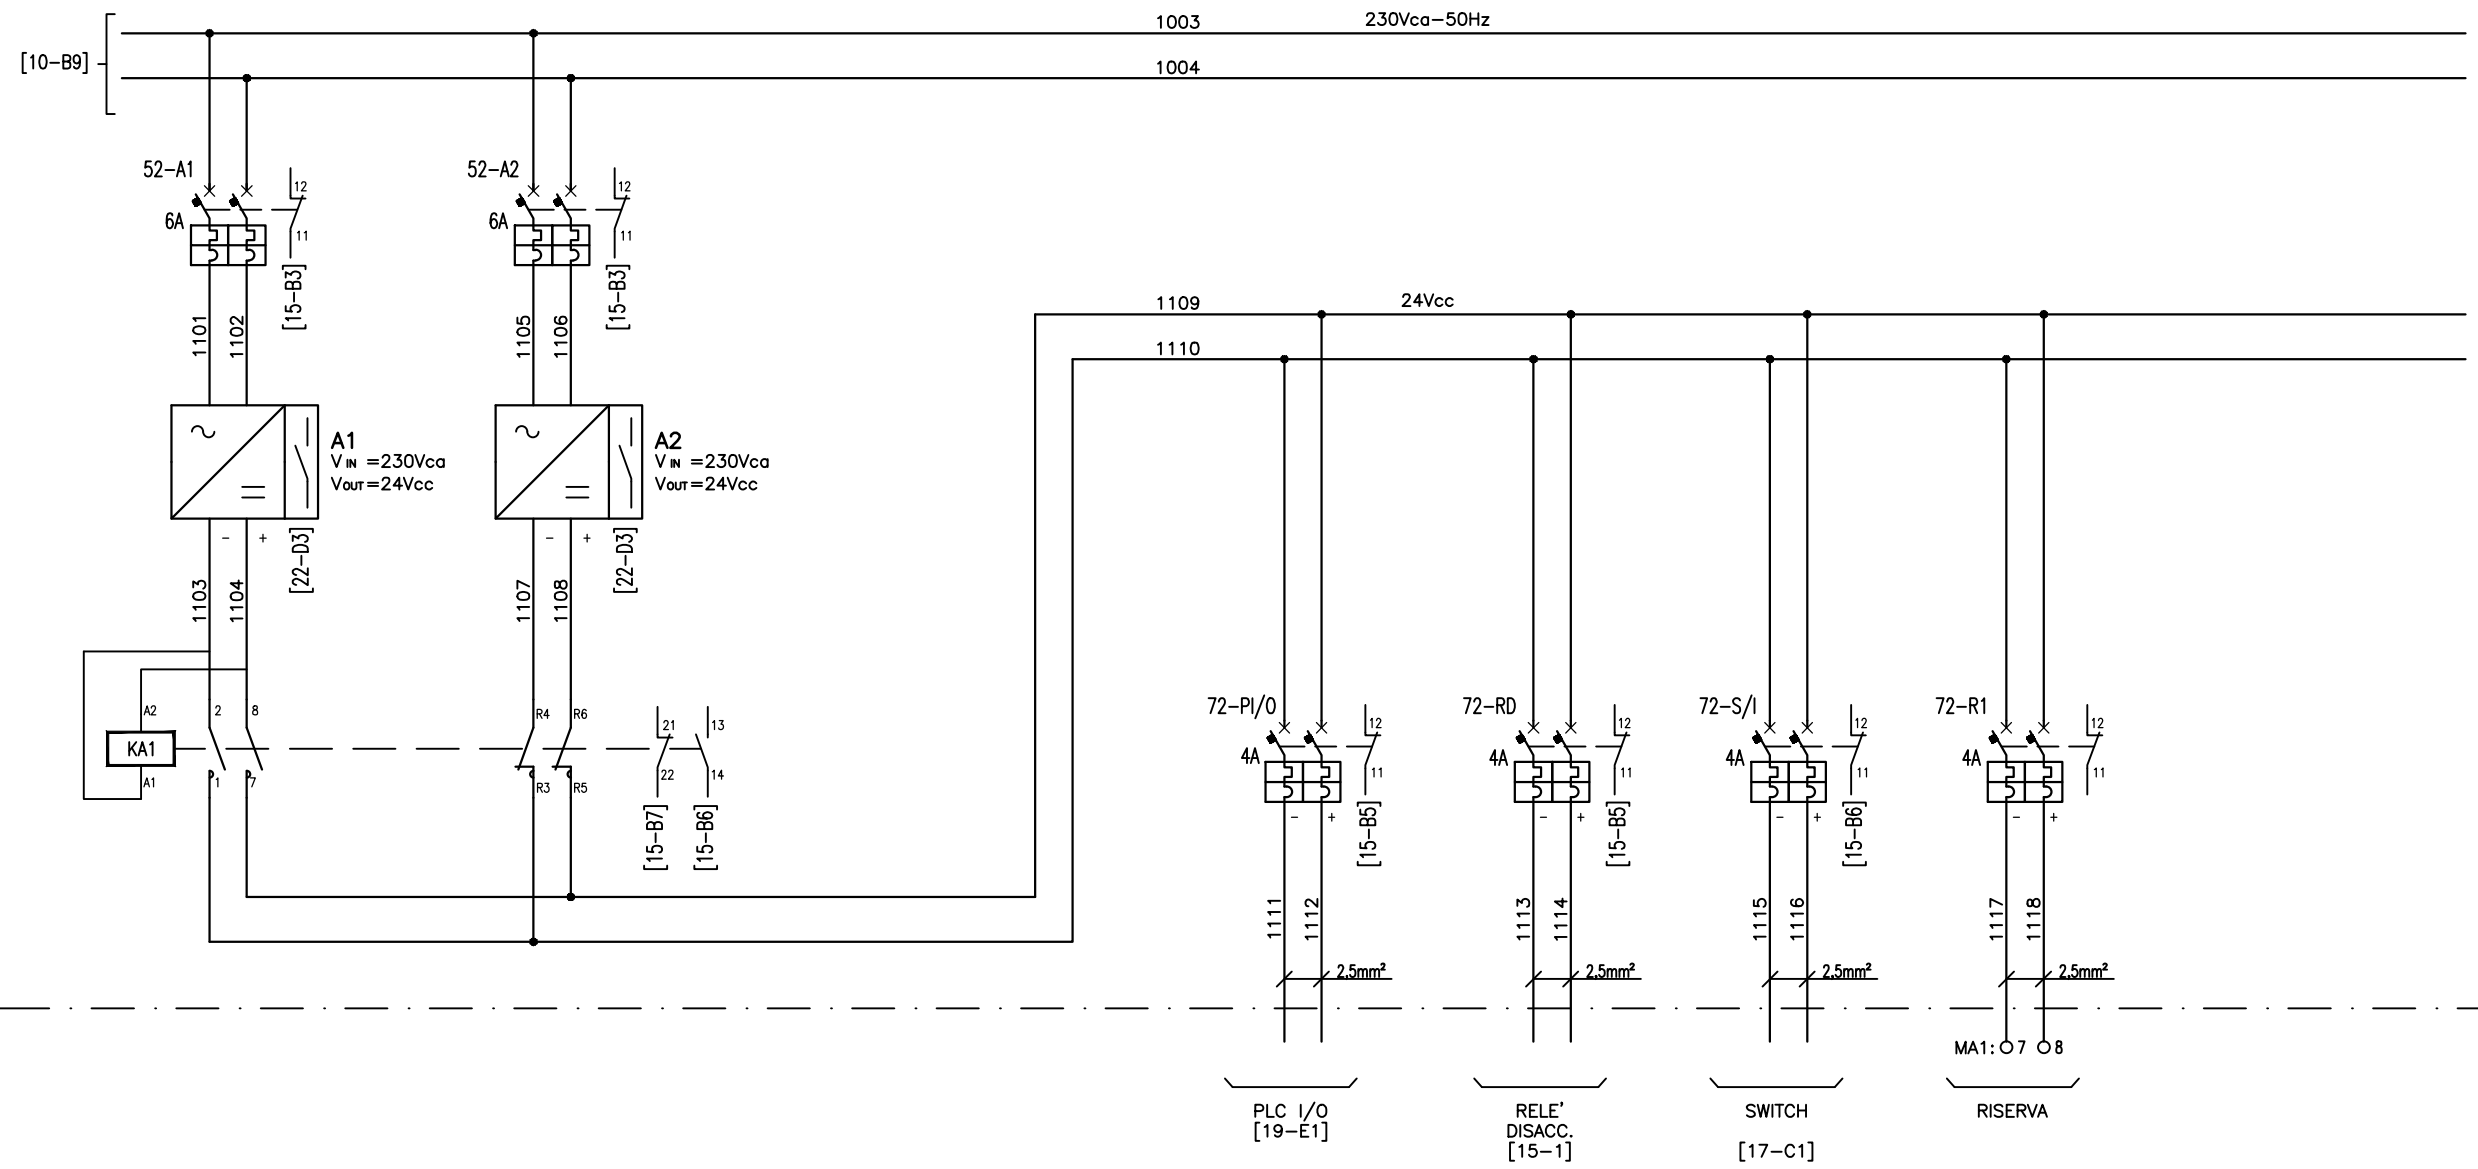 1003
230Vca-50Hz
[10-B9]
1004
52-A1
12
6A
11
[15-B3]
52-A2
12
6A
11
[15-B3]
1101
1102
1105
1106
1109
24Vcc
1110
A1
V IN =230Vca
VOUT=24Vcc
A2
V IN =230Vca
VOUT=24Vcc
- +
[22-D3]
- +
[22-D3]
1103
1104
1107
1108
A2
2
8
R4
R6
21
13
KA1
A1
1
7
R3
R5
22
14
[15-B7]
[15-B6]
72-PI/O
12
4A
11
- +
[15-B5]
72-RD
12
4A
11
- +
[15-B5]
72-S/I
12
4A
11
- +
[15-B6]
72-R1
12
4A
11
- +
1111
1112
1113
1114
1115
1116
1117
1118
2.5mm²
2.5mm²
2.5mm²
2.5mm²
MA1: 7 8
PLC I/O
[19-E1]
RELE'
DISACC.
[15-1]
SWITCH
[17-C1]
RISERVA